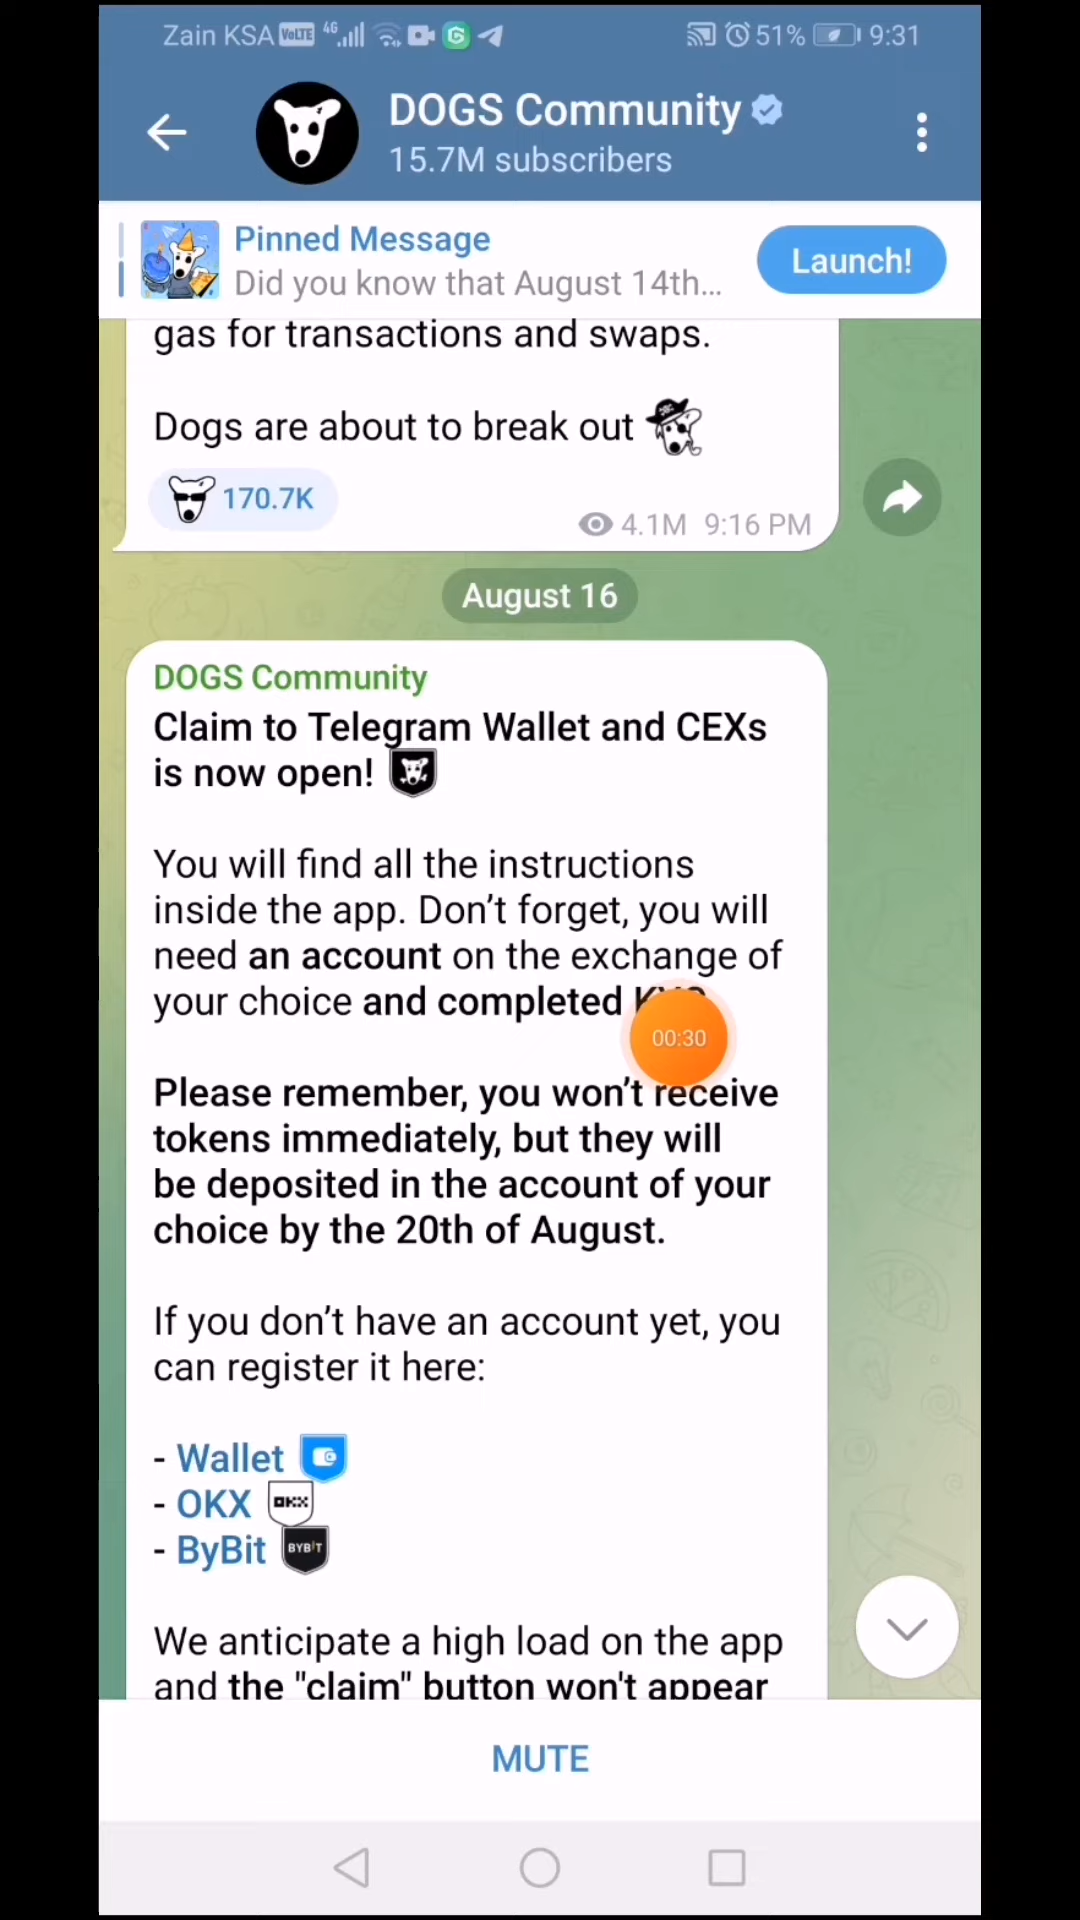 Zain KSA VoLTE 4G 51% 9:31
DOGS Community
15.7M subscribers
Pinned Message
Did you know that August 14th...
Launch!
gas for transactions and swaps.
Dogs are about to break out
170.7K
4.1M 9:16 PM
August 16
DOGS Community
Claim to Telegram Wallet and CEXs
is now open!
You will find all the instructions
inside the app. Don’t forget, you will
need an account on the exchange of
your choice and completed
00:30
Please remember, you won’t receive
tokens immediately, but they will
be deposited in the account of your
choice by the 20th of August.
If you don’t have an account yet, you
can register it here:
- Wallet
- OKX OKX
- ByBit BYBIT
We anticipate a high load on the app
and the "claim" button won't appear
MUTE